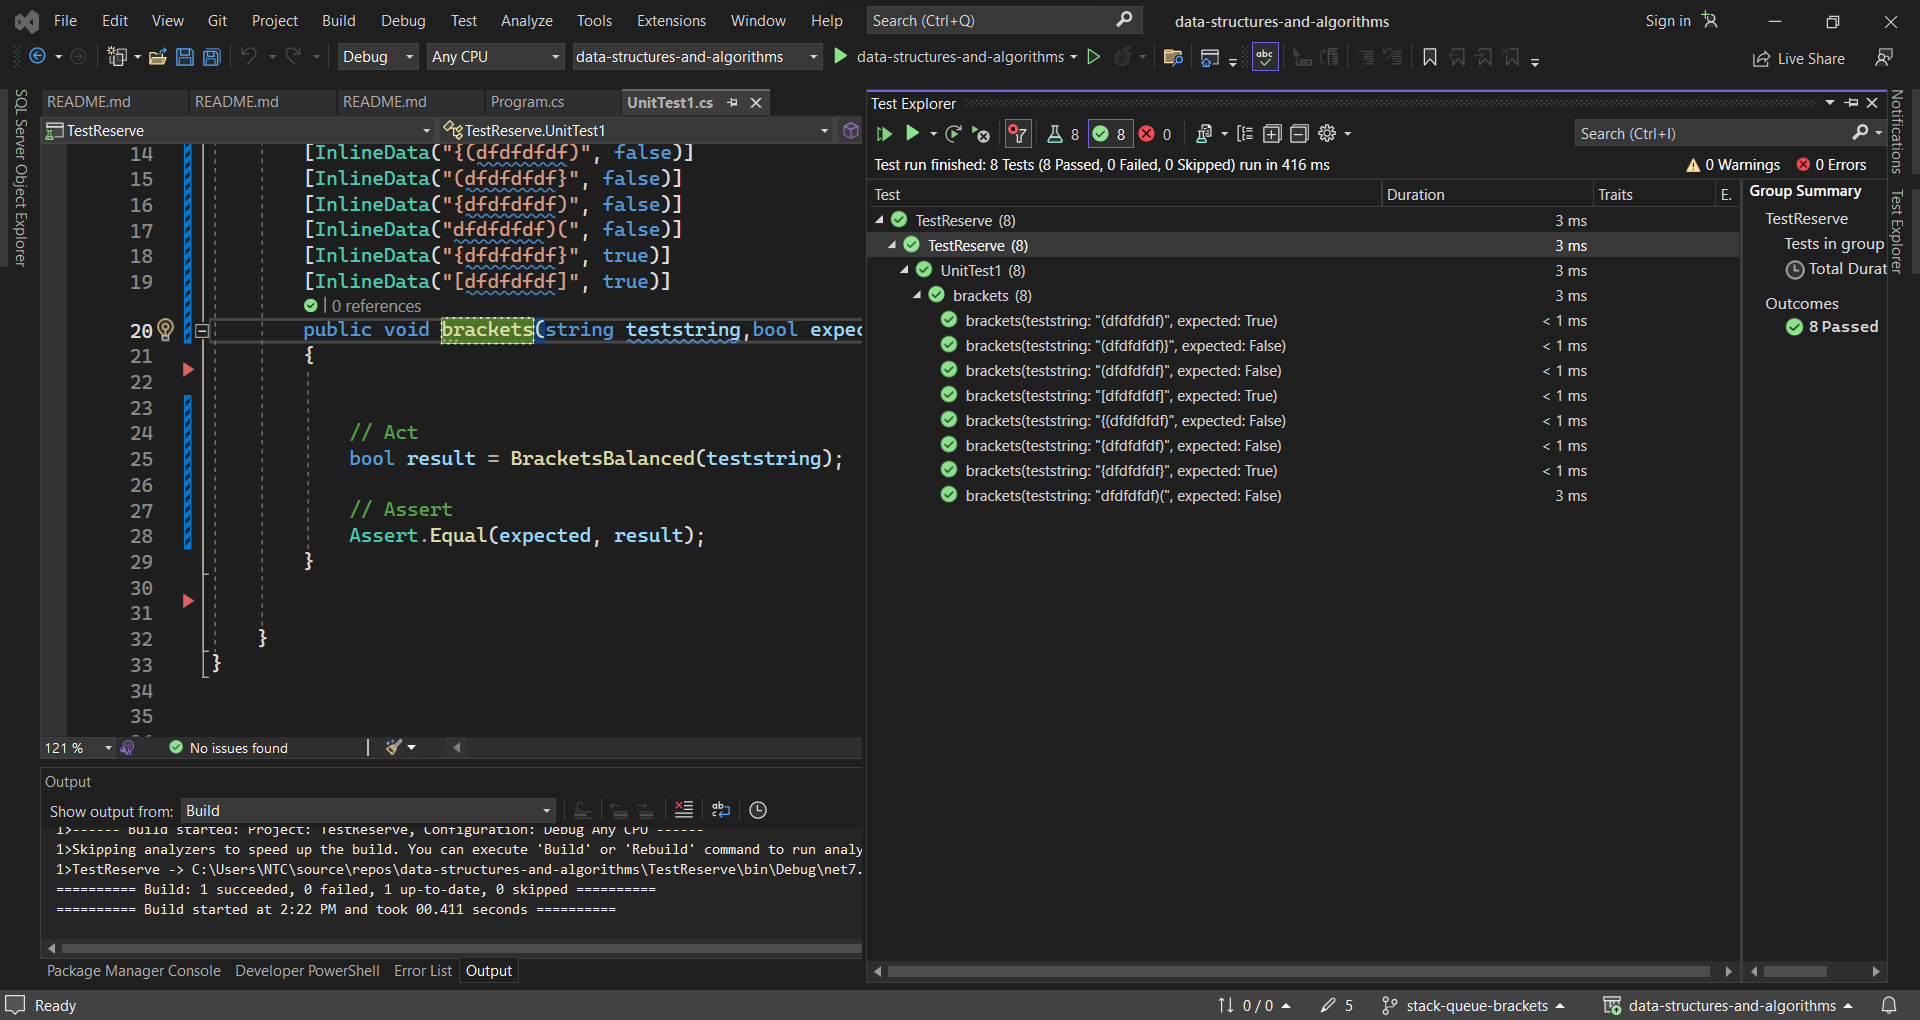 File Edit View Git Project Build Debug Test Analyze Tools Extensions Window Help Search (Ctrl+Q) data-structures-and-algorithms Sign in
Debug Any CPU data-structures-and-algorithms data-structures-and-algorithms Live Share
SQL Server Object Explorer
README.md README.md README.md Program.cs UnitTest1.cs
TestReserve TestReserve.UnitTest1
14 [InlineData("{(dfdfdfdf)", false)]
15 [InlineData("(dfdfdfdf}", false)]
16 [InlineData("{dfdfdfdf)", false)]
17 [InlineData("dfdfdfdf)(", false)]
18 [InlineData("{dfdfdfdf}", true)]
19 [InlineData("[dfdfdfdf]", true)]
| 0 references
20 public void brackets(string teststring,bool expec
21 {
22
23
24 // Act
25 bool result = BracketsBalanced(teststring);
26
27 // Assert
28 Assert.Equal(expected, result);
29 }
30
31
32 }
33 }
34
35
121 % No issues found
Output
Show output from: Build
1>------ Build started: Project: TestReserve, Configuration: Debug Any CPU ------
1>Skipping analyzers to speed up the build. You can execute 'Build' or 'Rebuild' command to run analy
1>TestReserve -> C:\Users\NTC\source\repos\data-structures-and-algorithms\TestReserve\bin\Debug\net7.
========== Build: 1 succeeded, 0 failed, 1 up-to-date, 0 skipped ==========
========== Build started at 2:22 PM and took 00.411 seconds ==========
Package Manager Console Developer PowerShell Error List Output
Test Explorer
8 8 0 Search (Ctrl+I)
Test run finished: 8 Tests (8 Passed, 0 Failed, 0 Skipped) run in 416 ms 0 Warnings 0 Errors
Test Duration Traits E.
TestReserve (8) 3 ms
TestReserve (8) 3 ms
UnitTest1 (8) 3 ms
brackets (8) 3 ms
brackets(teststring: "(dfdfdfdf)", expected: True) < 1 ms
brackets(teststring: "(dfdfdfdf)}", expected: False) < 1 ms
brackets(teststring: "(dfdfdfdf}", expected: False) < 1 ms
brackets(teststring: "[dfdfdfdf]", expected: True) < 1 ms
brackets(teststring: "{(dfdfdfdf)", expected: False) < 1 ms
brackets(teststring: "{dfdfdfdf)", expected: False) < 1 ms
brackets(teststring: "{dfdfdfdf}", expected: True) < 1 ms
brackets(teststring: "dfdfdfdf)(", expected: False) 3 ms
Group Summary
TestReserve
Tests in group
Total Durat
Outcomes
8 Passed
Notifications
Test Explorer
Ready 0 / 0 5 stack-queue-brackets data-structures-and-algorithms